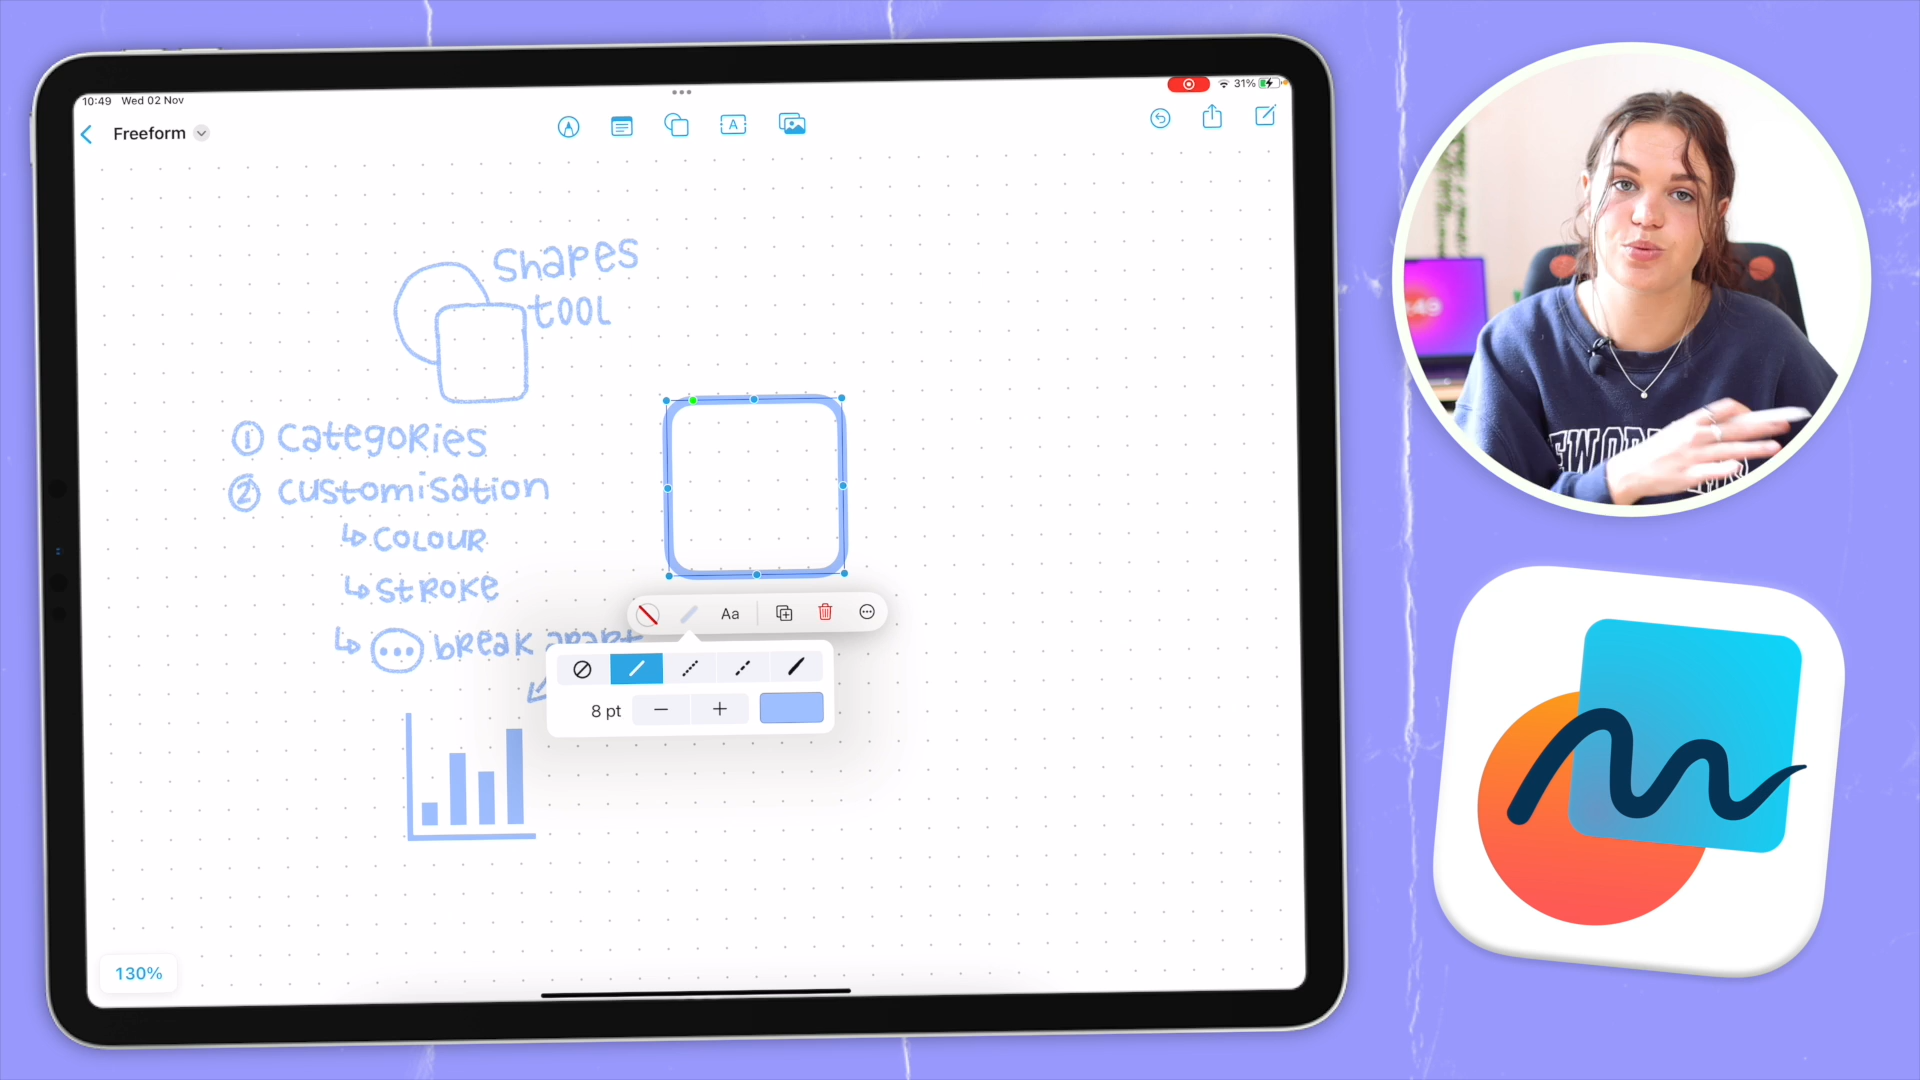 10:49 Wed 02 Nov
31%
Freeform
A
Shapes
tool
① Categories
② customisation
↳ COLOUR
↳ stROKE
↳ ... break apart
Aa
8 pt
130%